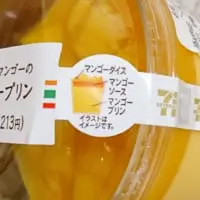 マンゴーの
ープリン
213円)
マンゴーダイス
マンゴー
ソース
マンゴー
プリン
イラストは
イメージです。